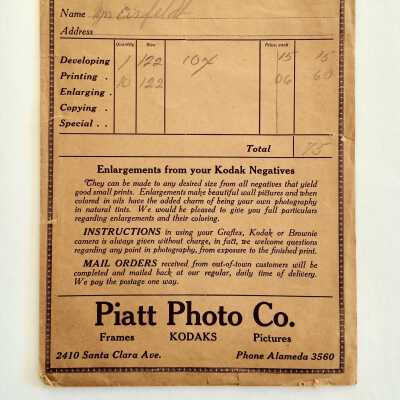 Name
Address
Quantity Size Price, each
Developing 1 122 104 15 15
Printing . 10 122 06 60
Enlarging .
Copying .
Special . .
Total 75
Enlargements from your Kodak Negatives
They can be made to any desired size from all negatives that yield
good small prints. Enlargements make beautiful wall pictures and when
colored in oils have the added charm of being your own photography
in natural tints. We would be pleased to give you full particulars
regarding enlargements and their coloring.
INSTRUCTIONS in using your Graflex, Kodak or Brownie
camera is always given without charge, in fact, we welcome questions
regarding any point in photography, from exposure to the finished print.
MAIL ORDERS received from out-of-town customers will be
completed and mailed back at our regular, daily time of delivery.
We pay the postage one way.
Piatt Photo Co.
Frames KODAKS Pictures
2410 Santa Clara Ave. Phone Alameda 3560